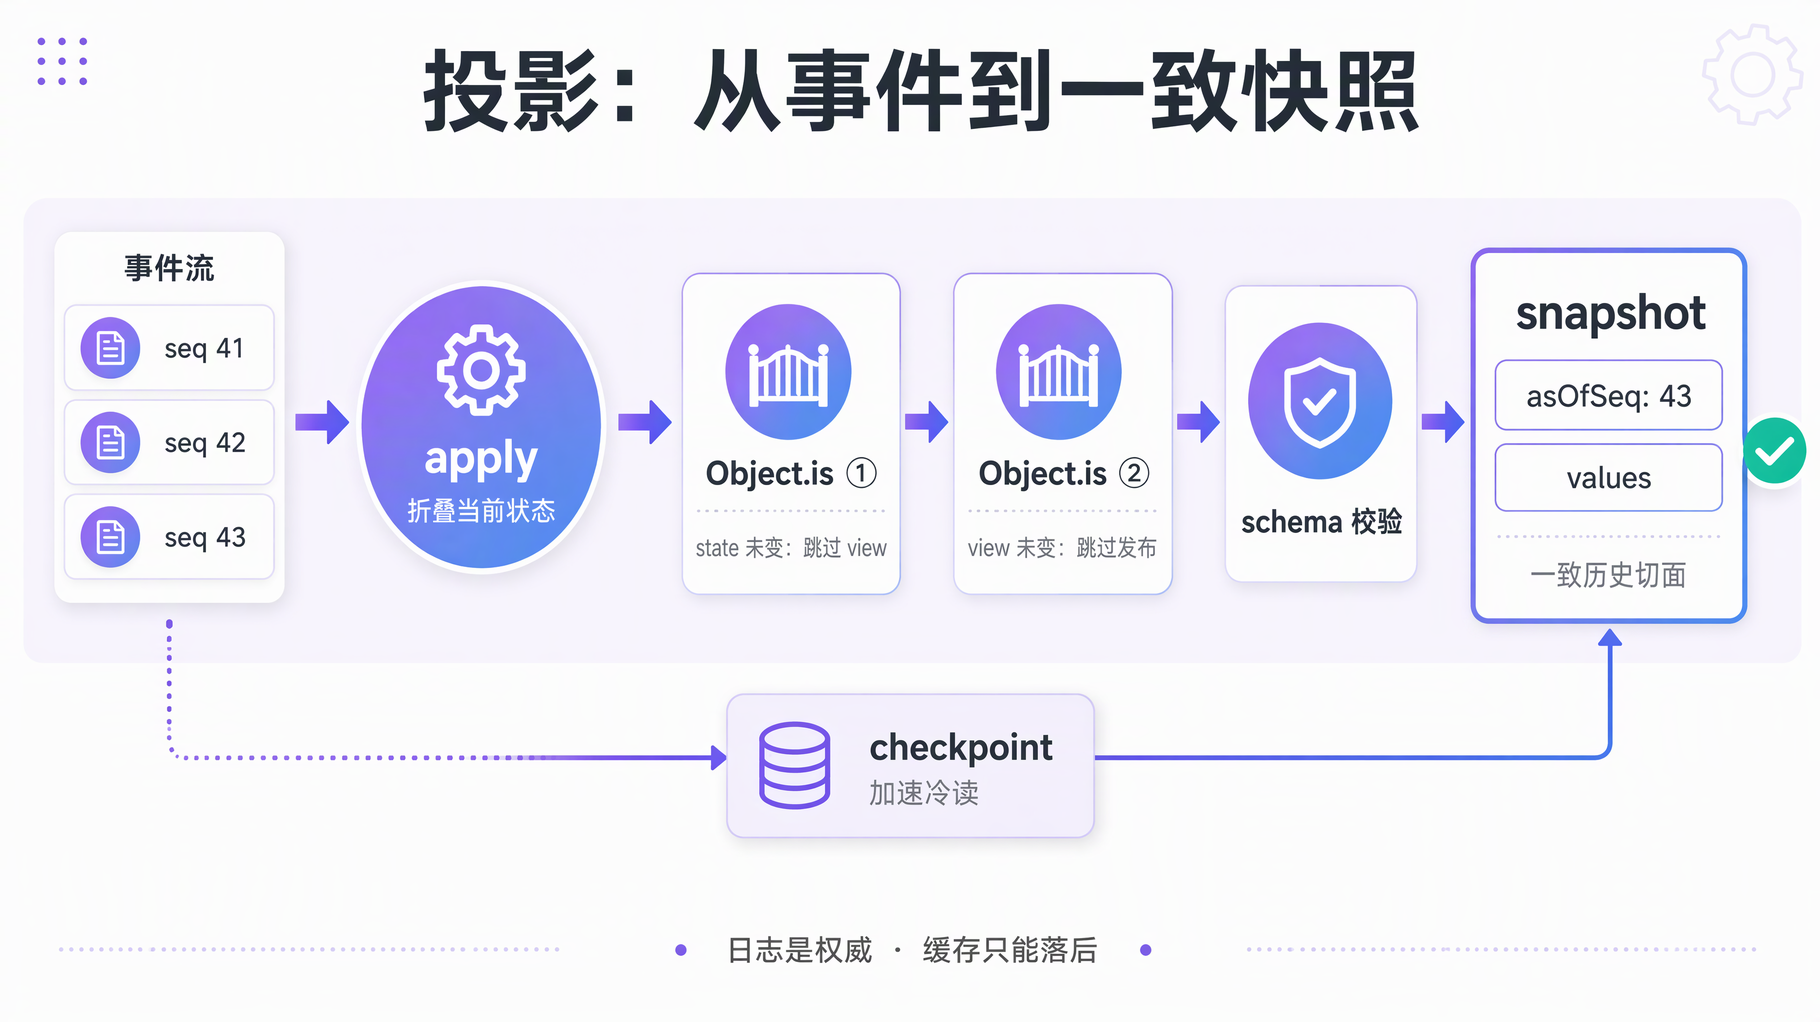 投影：从事件到一致快照
事件流
seq 41
seq 42
seq 43
apply
折叠当前状态
Object.is ①
state 未变：跳过 view
Object.is ②
view 未变：跳过发布
schema 校验
snapshot
asOfSeq: 43
values
一致历史切面
checkpoint
加速冷读
日志是权威 · 缓存只能落后